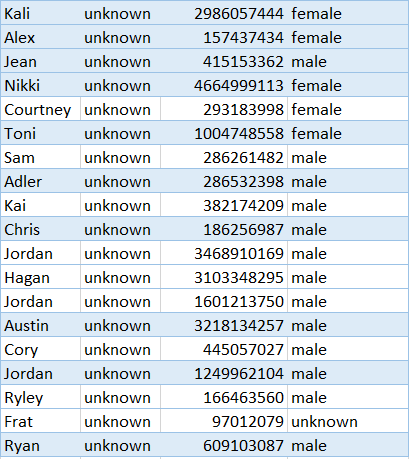 Kali unknown 2986057444 female
Alex unknown 157437434 female
Jean unknown 415153362 male
Nikki unknown 4664999113 female
Courtney unknown 293183998 female
Toni unknown 1004748558 female
Sam unknown 286261482 male
Adler unknown 286532398 male
Kai unknown 382174209 male
Chris unknown 186256987 male
Jordan unknown 3468910169 male
Hagan unknown 3103348295 male
Jordan unknown 1601213750 male
Austin unknown 3218134257 male
Cory unknown 445057027 male
Jordan unknown 1249962104 male
Ryley unknown 166463560 male
Frat unknown 97012079 unknown
Ryan unknown 609103087 male